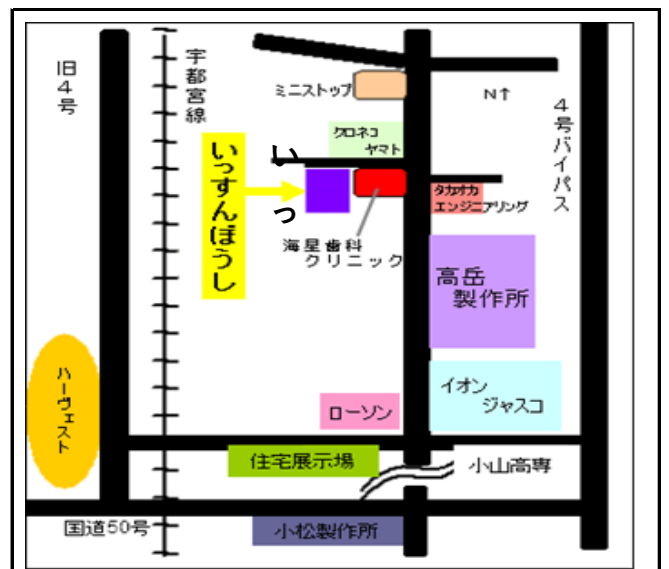 旧4号
宇都宮線
ミニストップ
N↑
4号バイパス
クロネコ
ヤマト
いっすんぼうし
い
っ
タカオカ
エンジニアリング
海星歯科
クリニック
高岳
製作所
ハーヴェスト
ローソン
イオン
ジャスコ
住宅展示場
小山高専
国道50号
小松製作所